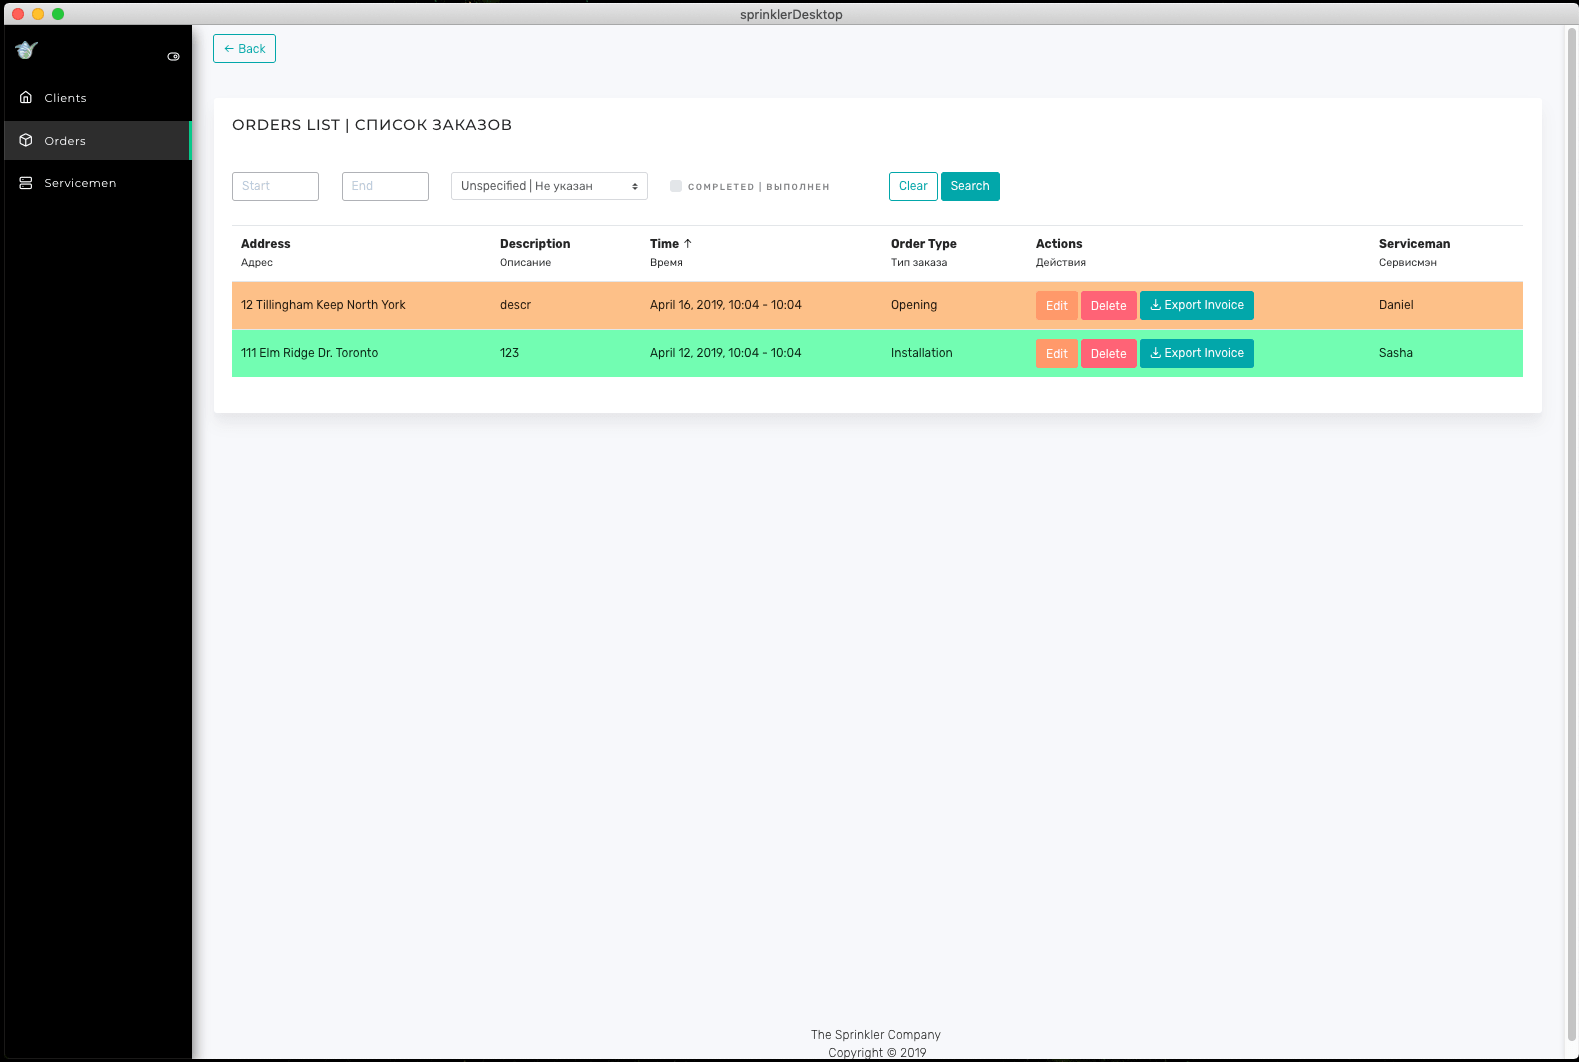 sprinklerDesktop
← Back
Clients
Orders
Servicemen
ORDERS LIST | СПИСОК ЗАКАЗОВ
Start End Unspecified | Не указан COMPLETED | ВЫПОЛНЕН Clear Search
Address Description Time ↑ Order Type Actions Serviceman
Адрес Описание Время Тип заказа Действия Сервисмэн
12 Tillingham Keep North York descr April 16, 2019, 10:04 - 10:04 Opening Edit Delete Export Invoice Daniel
111 Elm Ridge Dr. Toronto 123 April 12, 2019, 10:04 - 10:04 Installation Edit Delete Export Invoice Sasha
The Sprinkler Company
Copyright © 2019